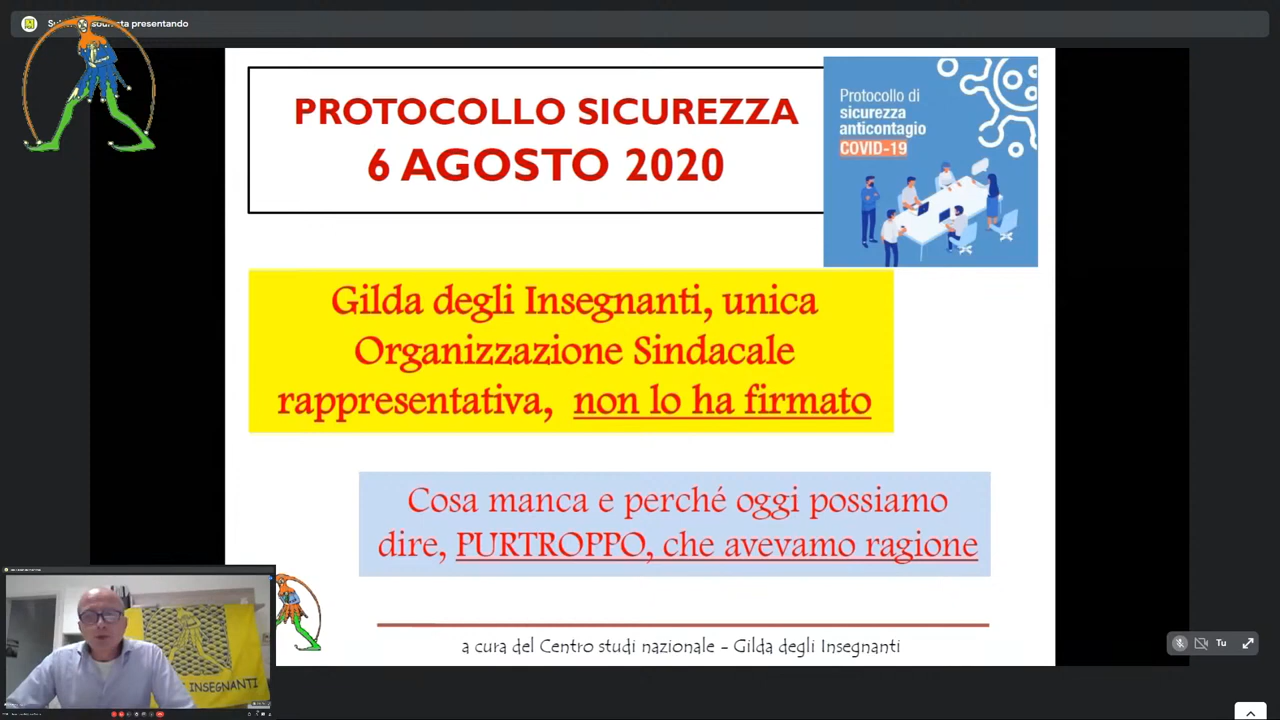 sta presentando
PROTOCOLLO SICUREZZA
6 AGOSTO 2020
Protocollo di
sicurezza
anticontagio
COVID-19
Gilda degli Insegnanti, unica
Organizzazione Sindacale
rappresentativa, non lo ha firmato
Cosa manca e perché oggi possiamo
dire, PURTROPPO, che avevamo ragione
a cura del Centro studi nazionale - Gilda degli Insegnanti
INSEGNANTI
Tu